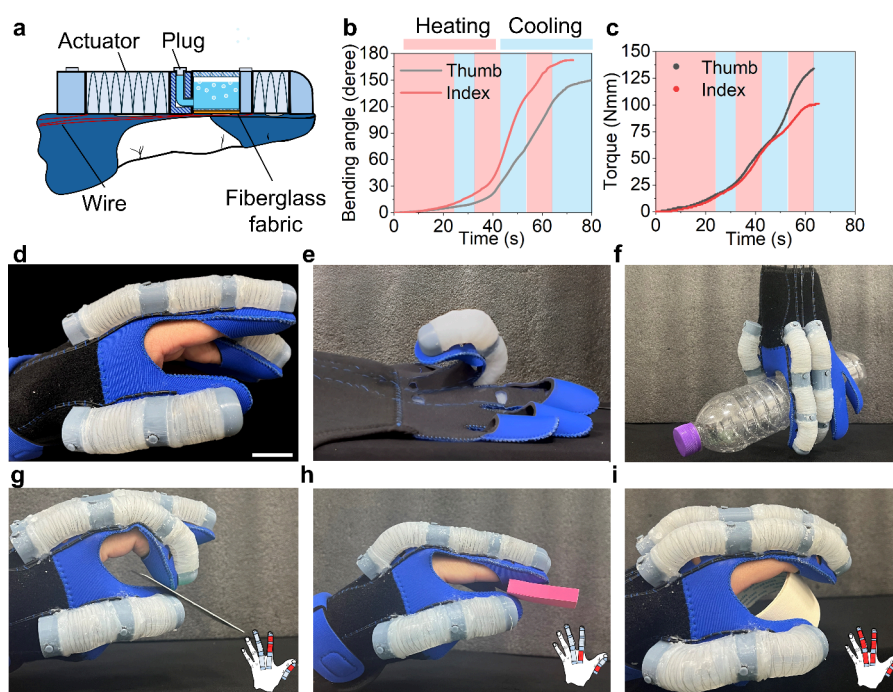 a
Actuator
Plug
Wire
Fiberglass
fabric
b
Heating
Cooling
Bending angle (deree)
180
150
120
90
60
30
0
Thumb
Index
0 20 40 60 80
Time (s)
c
Torque (Nmm)
150
125
100
75
50
25
0
Thumb
Index
0 20 40 60 80
Time (s)
d
e
f
g
h
i